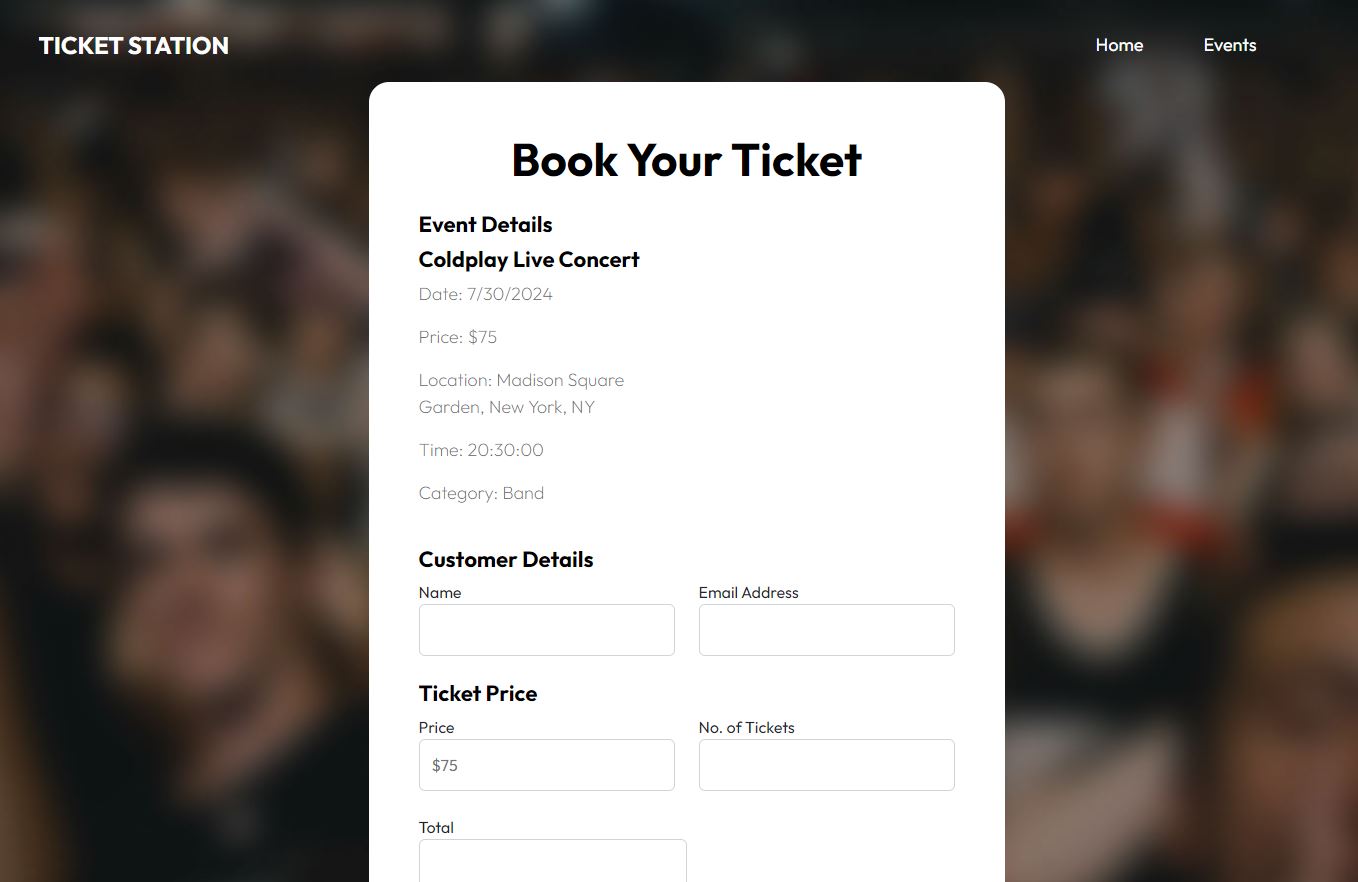 TICKET STATION
Home
Events
Book Your Ticket
Event Details
Coldplay Live Concert
Date: 7/30/2024
Price: $75
Location: Madison Square
Garden, New York, NY
Time: 20:30:00
Category: Band
Customer Details
Name
Email Address
Ticket Price
Price
No. of Tickets
$75
Total